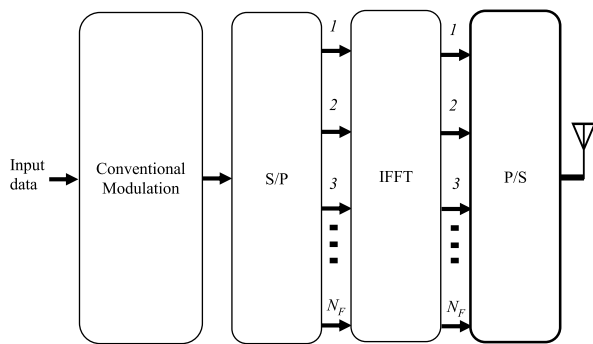 Input
data
Conventional
Modulation
S/P
1
2
3
N_F
IFFT
1
2
3
N_F
P/S